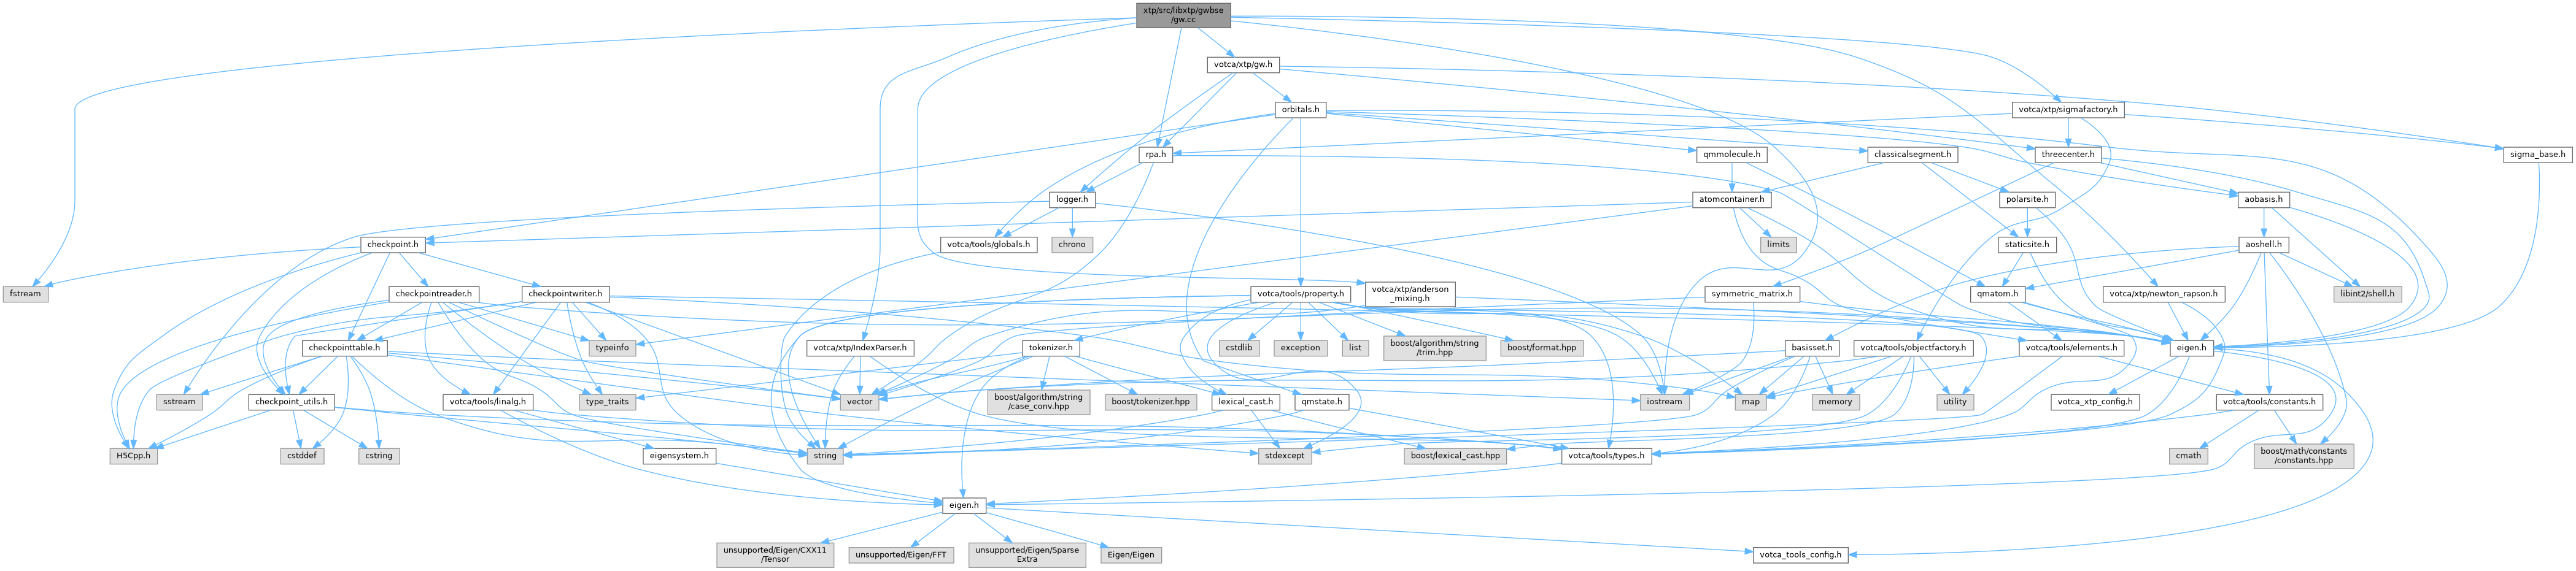 xtp/src/libxtp/gwbse
/gw.cc
votca/xtp/gw.h
orbitals.h
votca/xtp/sigmafactory.h
rpa.h
qmmolecule.h
classicalsegment.h
threecenter.h
sigma_base.h
logger.h
atomcontainer.h
polarsite.h
aobasis.h
checkpoint.h
votca/tools/globals.h
chrono
limits
staticsite.h
aoshell.h
fstream
checkpointreader.h
checkpointwriter.h
votca/tools/property.h
votca/xtp/anderson
_mixing.h
symmetric_matrix.h
qmatom.h
votca/xtp/newton_rapson.h
libint2/shell.h
checkpointtable.h
typeinfo
votca/xtp/IndexParser.h
tokenizer.h
cstdlib
exception
list
boost/algorithm/string
/trim.hpp
boost/format.hpp
basisset.h
votca/tools/objectfactory.h
votca/tools/elements.h
eigen.h
sstream
checkpoint_utils.h
votca/tools/linalg.h
type_traits
vector
boost/algorithm/string
/case_conv.hpp
boost/tokenizer.hpp
lexical_cast.h
qmstate.h
iostream
map
memory
utility
votca_xtp_config.h
votca/tools/constants.h
H5Cpp.h
cstddef
cstring
eigensystem.h
string
stdexcept
boost/lexical_cast.hpp
votca/tools/types.h
cmath
boost/math/constants
/constants.hpp
eigen.h
unsupported/Eigen/CXX11
/Tensor
unsupported/Eigen/FFT
unsupported/Eigen/Sparse
Extra
Eigen/Eigen
votca_tools_config.h